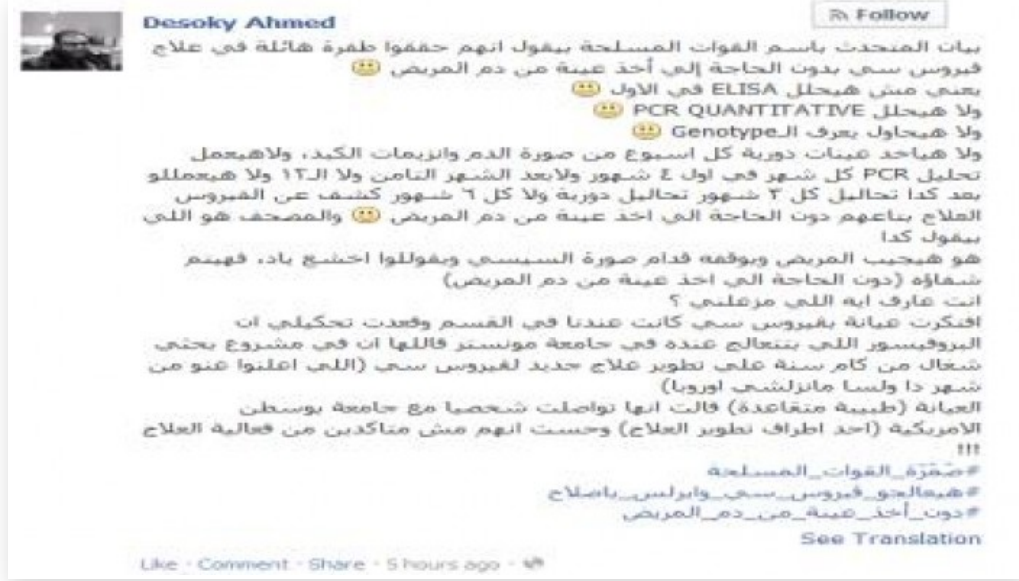 Desoky Ahmed
Follow
بيان المتحدث باسم القوات المسلحة بيقول انهم حققوا طفرة هائلة في علاج
فيروس سي بدون الحاجة إلي أخذ عينة من دم المريض
يعني مش هيحلل ELISA في الاول
ولا هيحلل PCR QUANTITATIVE
ولا هيحاول يعرف الـGenotype
ولا هياخد عينات دورية كل اسبوع من صورة الدم وانزيمات الكبد، ولاهيعمل
تحليل PCR كل شهر في اول ٤ شهور ولابعد الشهر الثامن ولا الـ١٢ ولا هيعمللو
بعد كدا تحاليل كل ٣ شهور تحاليل دورية ولا كل ٦ شهور كشف عن الفيروس
العلاج بتاعهم دون الحاجة الي اخذ عينة من دم المريض والمصحف هو اللي
بيقول كدا
هو هيجيب المريض ويوقفه قدام صورة السيسي ويقوللوا اخشع ياد، فهيتم
شفاؤه (دون الحاجة الي اخذ عينة من دم المريض)
انت عارف ايه اللي مزعلني ؟
افتكرت عيانة بفيروس سي كانت عندنا في القسم وقعدت تحكيلي ان
البروفيسور اللي بتتعالج عنده في جامعة مونستر قاللها ان في مشروع بحثي
شغال من كام سنة علي تطوير علاج جديد لفيروس سي (اللي اعلنوا عنو من
شهر دا ولسا مانزلشي اوروبا)
العيانة (طبيبة متقاعدة) قالت انها تواصلت شخصيا مع جامعة بوسطن
الامريكية (احد اطراف تطوير العلاج) وحست انهم مش متاكدين من فعالية العلاج
!!!
#القوات_المسلحة
#هيعالجو_فيروس_سي_وايرلس_ياصلاح
#دون_أخذ_عينة_من_دم_المريض
See Translation
Like · Comment · Share · 5 hours ago ·